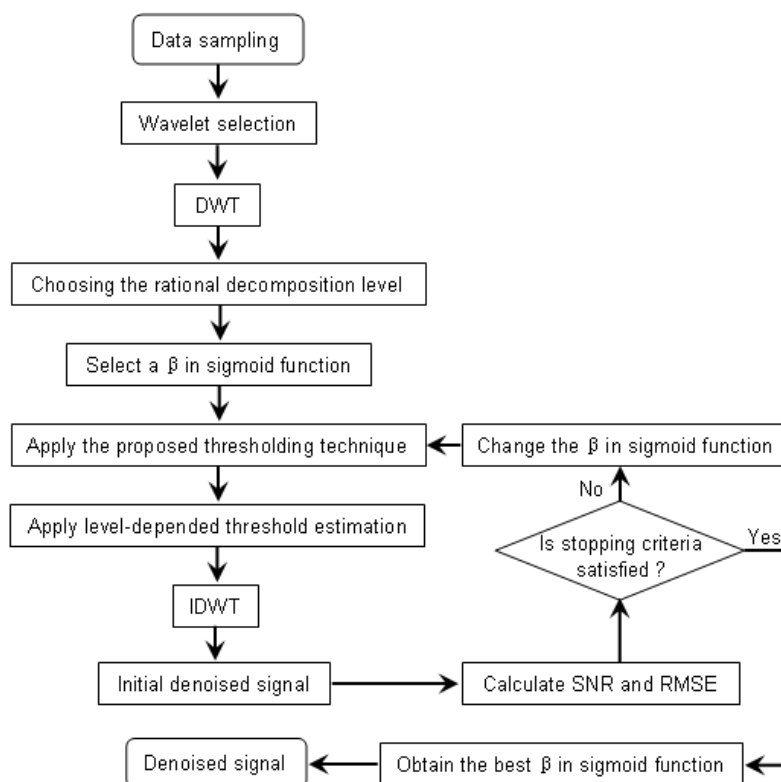 Data sampling
Wavelet selection
DWT
Choosing the rational decomposition level
Select a β in sigmoid function
Apply the proposed thresholding technique
Change the β in sigmoid function
No
Apply level-depended threshold estimation
Is stopping criteria
satisfied ?
Yes
IDWT
Initial denoised signal
Calculate SNR and RMSE
Denoised signal
Obtain the best β in sigmoid function